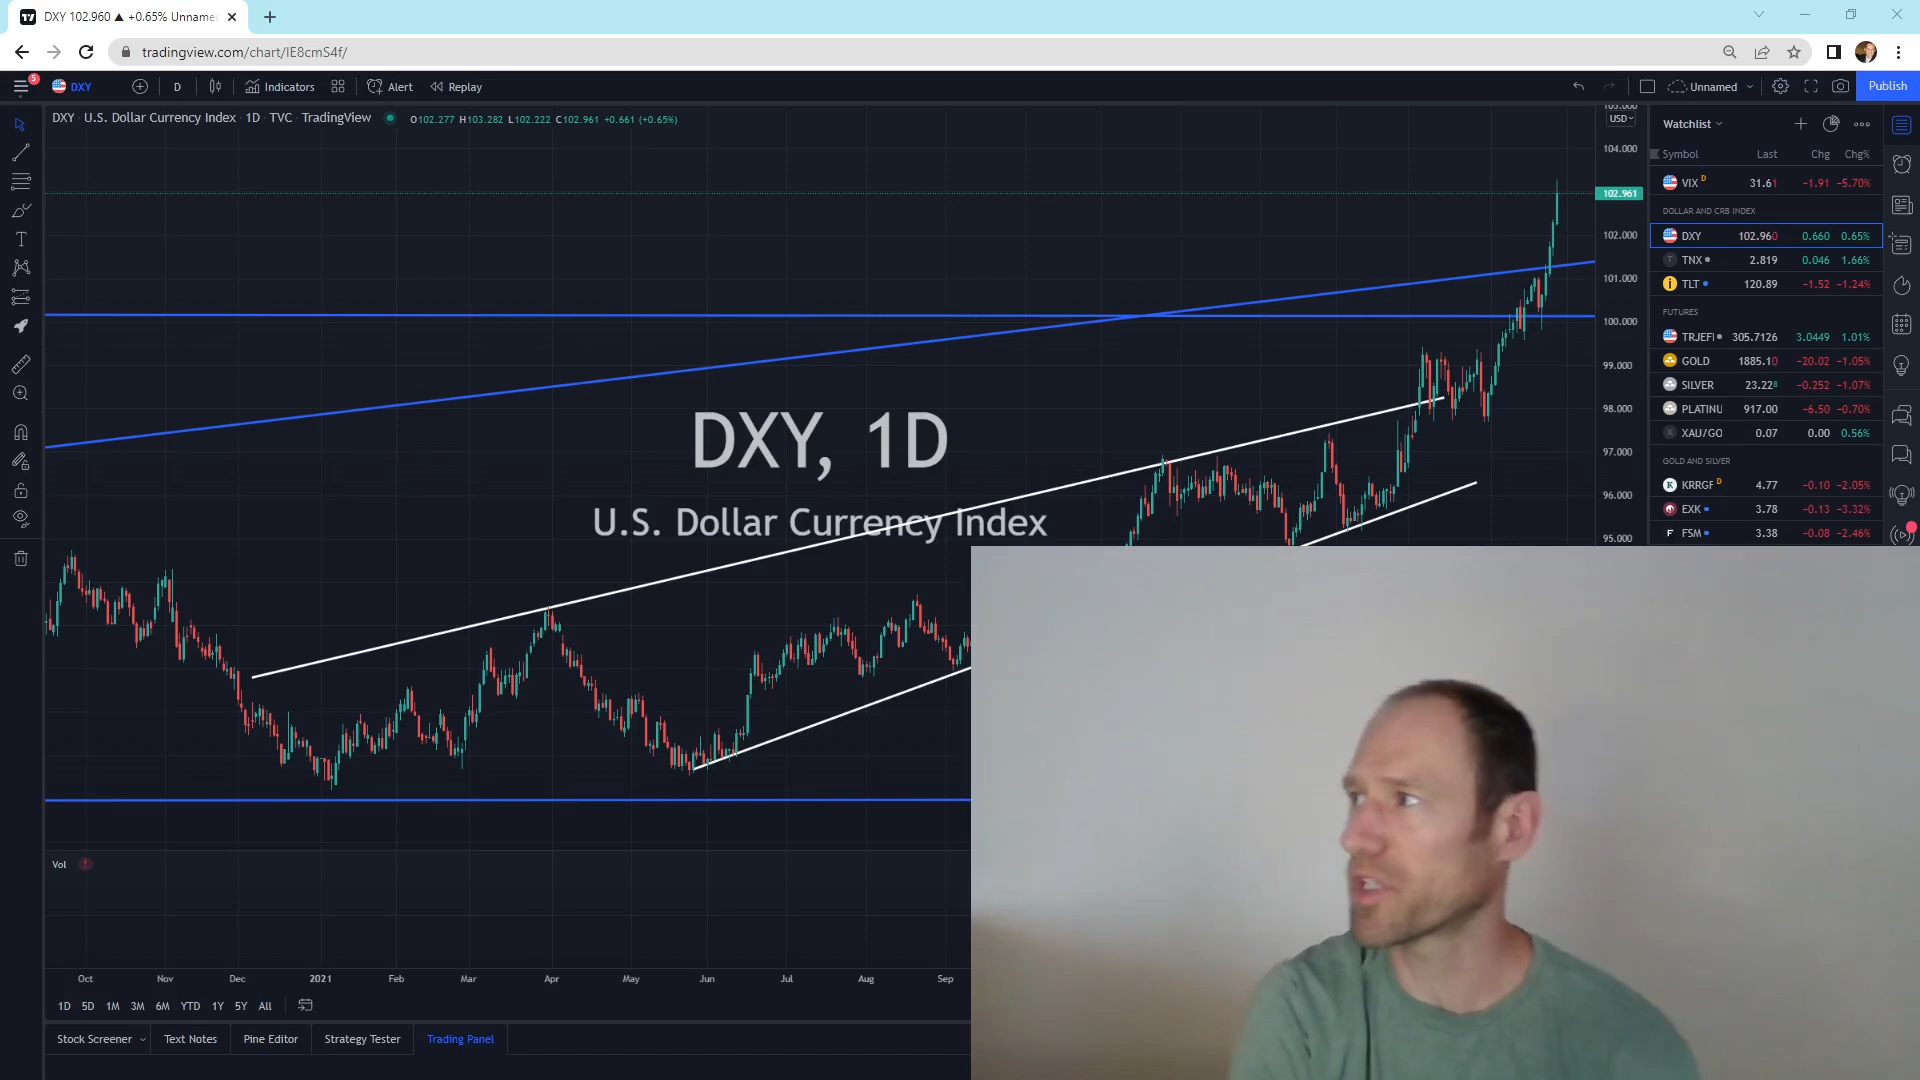 DXY 102.960 ▲ +0.65% Unname
tradingview.com/chart/IE8cmS4f/
5
DXY
D
Indicators
Alert
Replay
Unnamed
Publish
DXY · U.S. Dollar Currency Index · 1D · TVC · TradingView
O102.277 H103.282 L102.222 C102.961 +0.661 (+0.65%)
USD
104.000
102.961
102.000
101.000
100.000
99.000
98.000
97.000
96.000
95.000
DXY, 1D
U.S. Dollar Currency Index
Watchlist
Symbol Last Chg Chg%
VIX D 31.61 −1.91 −5.70%
DOLLAR AND CRB INDEX
DXY 102.960 0.660 0.65%
TNX 2.819 0.046 1.66%
TLT 120.89 −1.52 −1.24%
FUTURES
TRJEFI 305.7126 3.0449 1.01%
GOLD 1885.10 −20.02 −1.05%
SILVER 23.228 −0.252 −1.07%
PLATINU 917.00 −6.50 −0.70%
XAU/GO 0.07 0.00 0.56%
GOLD AND SILVER
KRRGF D 4.77 −0.10 −2.05%
EXK 3.78 −0.13 −3.32%
FSM 3.38 −0.08 −2.46%
Vol
Oct Nov Dec 2021 Feb Mar Apr May Jun Jul Aug Sep
1D 5D 1M 3M 6M YTD 1Y 5Y All
Stock Screener Text Notes Pine Editor Strategy Tester Trading Panel